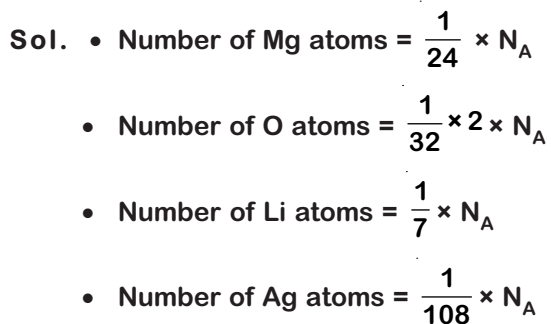 Sol. • Number of Mg atoms = 1/24 × N_A
• Number of O atoms = 1/32 × 2 × N_A
• Number of Li atoms = 1/7 × N_A
• Number of Ag atoms = 1/108 × N_A